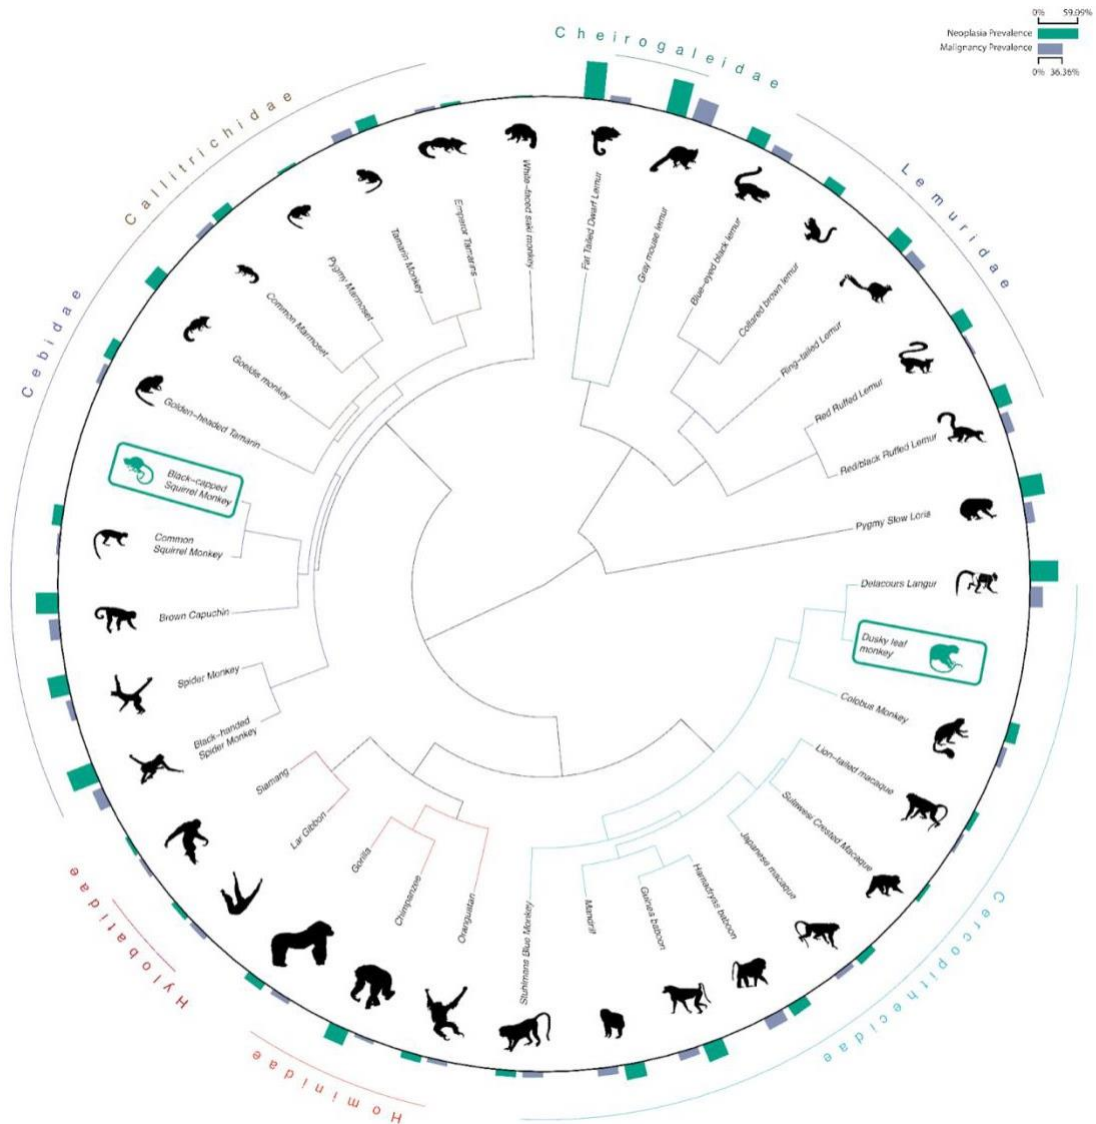 0% 59.09%
Neoplasia Prevalence
Malignancy Prevalence
0% 36.36%
Cheirogaleidae
Lemuridae
Cercopithecidae
Hominidae
Hylobatidae
Cebidae
Callitrichidae
White-faced saki monkey
Fat Tailed Dwarf Lemur
Gray mouse lemur
Blue-eyed black lemur
Collared brown lemur
Ring-tailed Lemur
Red Ruffed Lemur
Red/black Ruffed Lemur
Pygmy Slow Loris
Delacours Langur
Dusky leaf
monkey
Colobus Monkey
Lion-tailed macaque
Sulawesi Crested Macaque
Japanese macaque
Hamadryas baboon
Guinea baboon
Mandrill
Stuhlmans Blue Monkey
Orangutan
Chimpanzee
Gorilla
Lar Gibbon
Siamang
Black-handed
Spider Monkey
Spider Monkey
Brown Capuchin
Common
Squirrel Monkey
Black-capped
Squirrel Monkey
Golden-headed Tamarin
Goeldis monkey
Common Marmoset
Pygmy Marmoset
Tamarin Monkey
Emperor Tamarins